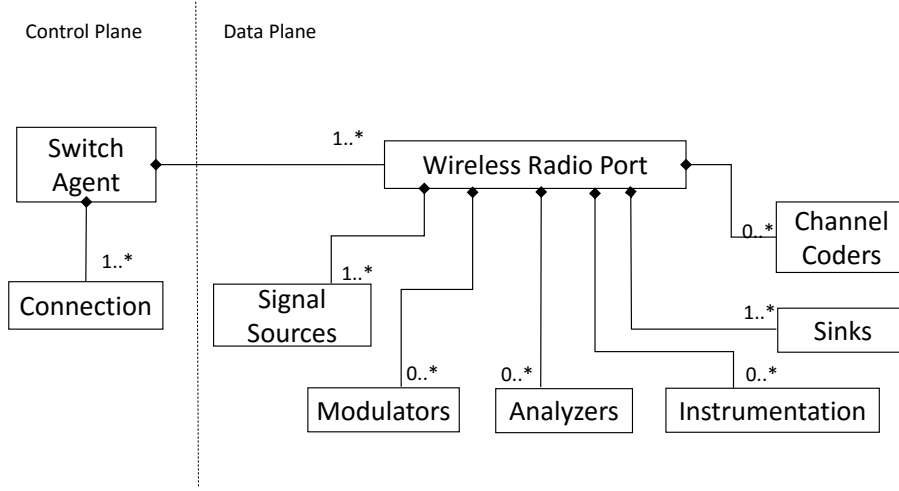 Control Plane
Data Plane
Switch
Agent
1..*
Wireless Radio Port
1..*
Connection
1..*
Signal
Sources
0..*
Channel
Coders
1..*
Sinks
0..*
Modulators
0..*
Analyzers
0..*
Instrumentation